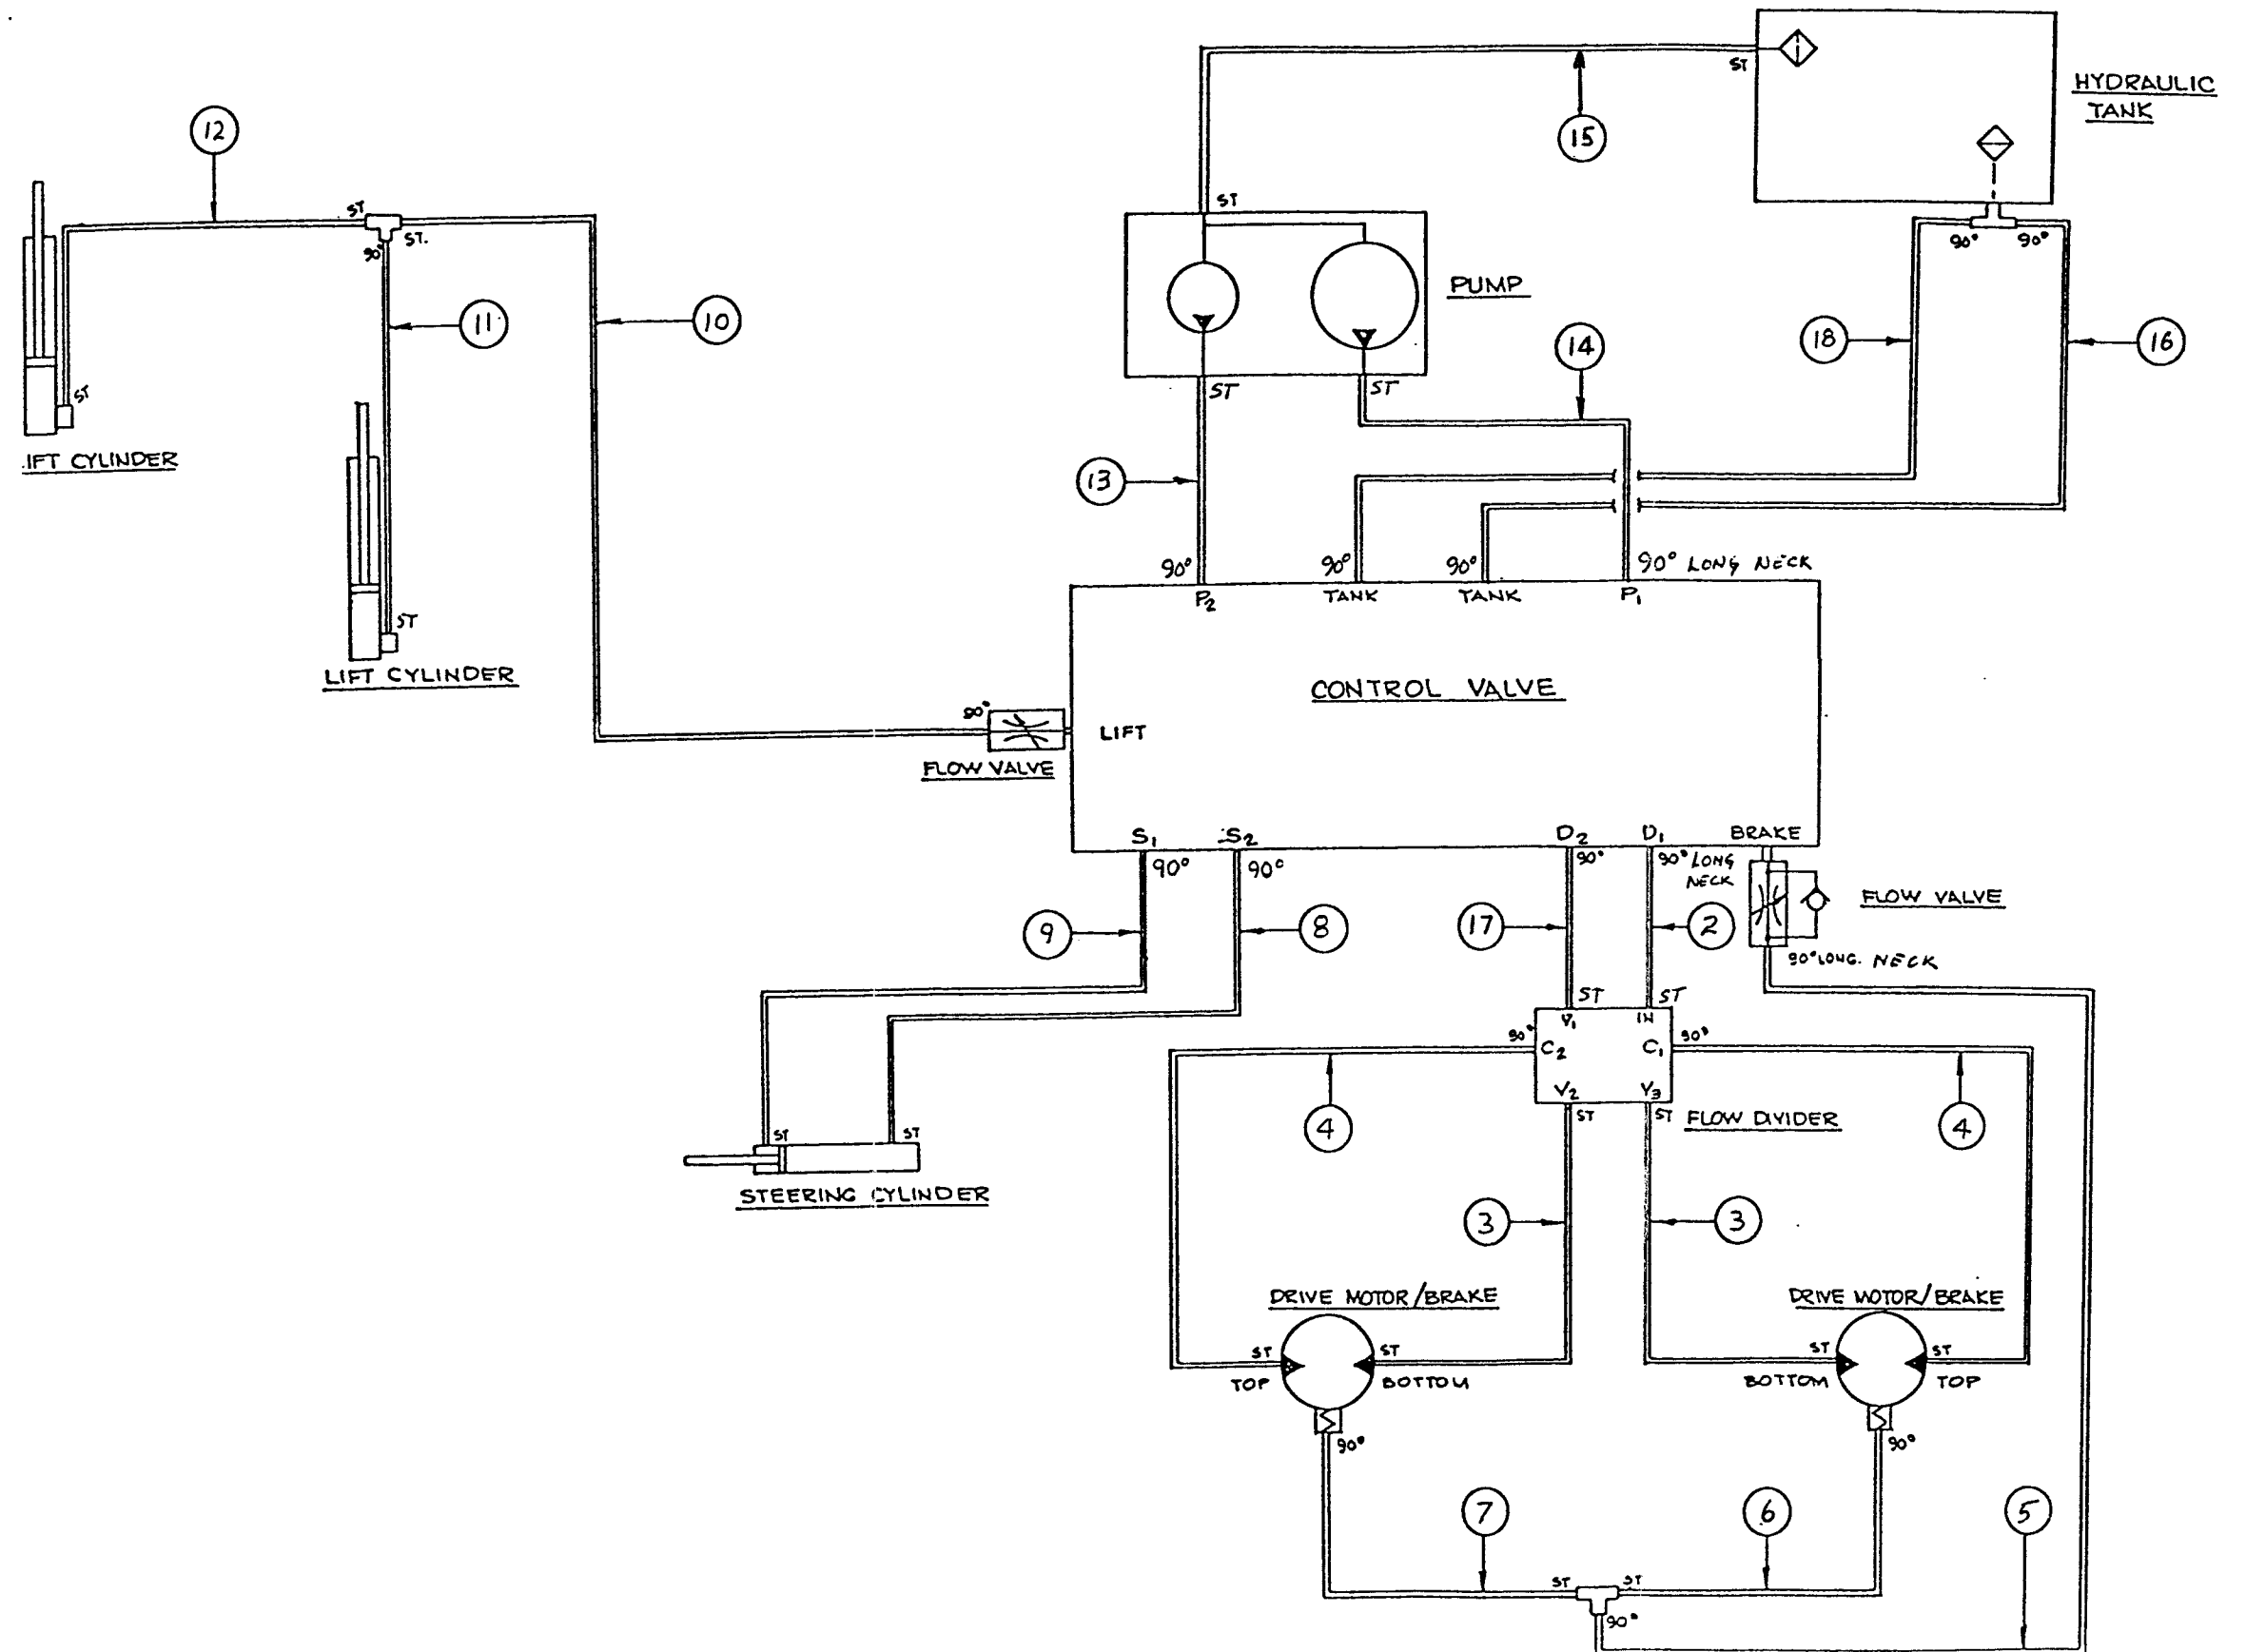 HYDRAULIC
TANK
ST
15
12
ST
ST.
90°
ST
PUMP
90° 90°
11
10
14
18
16
ST
ST
ST
13
IFT CYLINDER
90°
90°
90°
90° LONG NECK
P2
TANK
TANK
P1
ST
LIFT CYLINDER
CONTROL VALVE
90°
LIFT
FLOW VALVE
S1
S2
D2
D1
BRAKE
90°
90°
90°
90° LONG
NECK
FLOW VALVE
9
8
17
2
90° LONG. NECK
ST
ST
V1
IN
90°
C2
C1
90°
V2
V3
ST
ST
FLOW DIVIDER
4
4
ST
ST
STEERING CYLINDER
3
3
DRIVE MOTOR/BRAKE
DRIVE MOTOR/BRAKE
ST
ST
ST
ST
TOP
BOTTOM
BOTTOM
TOP
90°
90°
7
6
5
ST
ST
90°